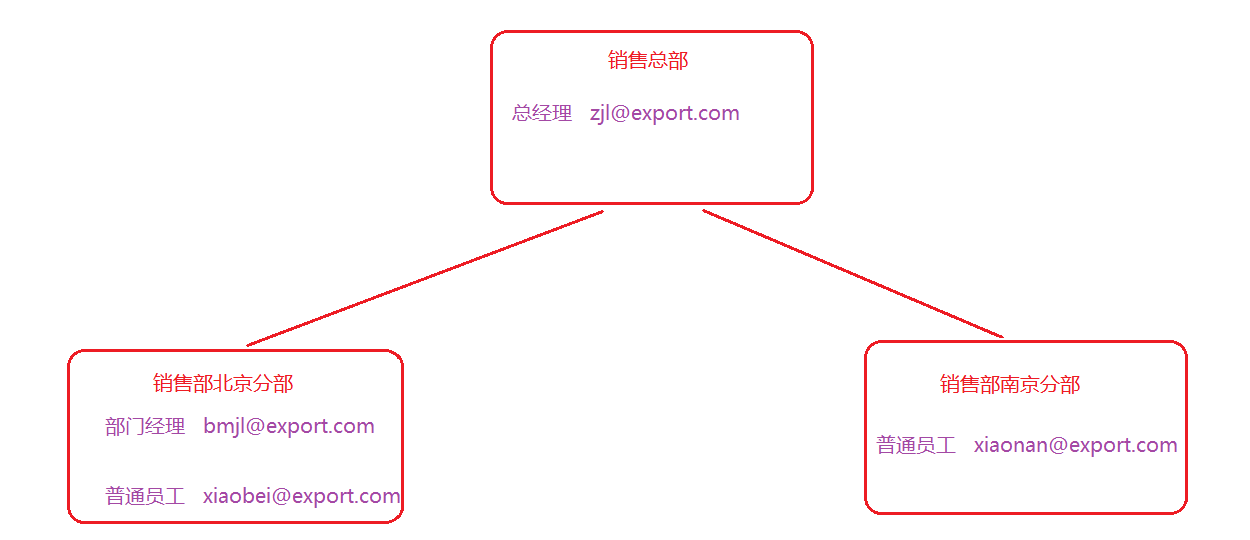 销售总部
总经理 zjl@export.com
销售部北京分部
部门经理 bmjl@export.com
普通员工 xiaobei@export.com
销售部南京分部
普通员工 xiaonan@export.com